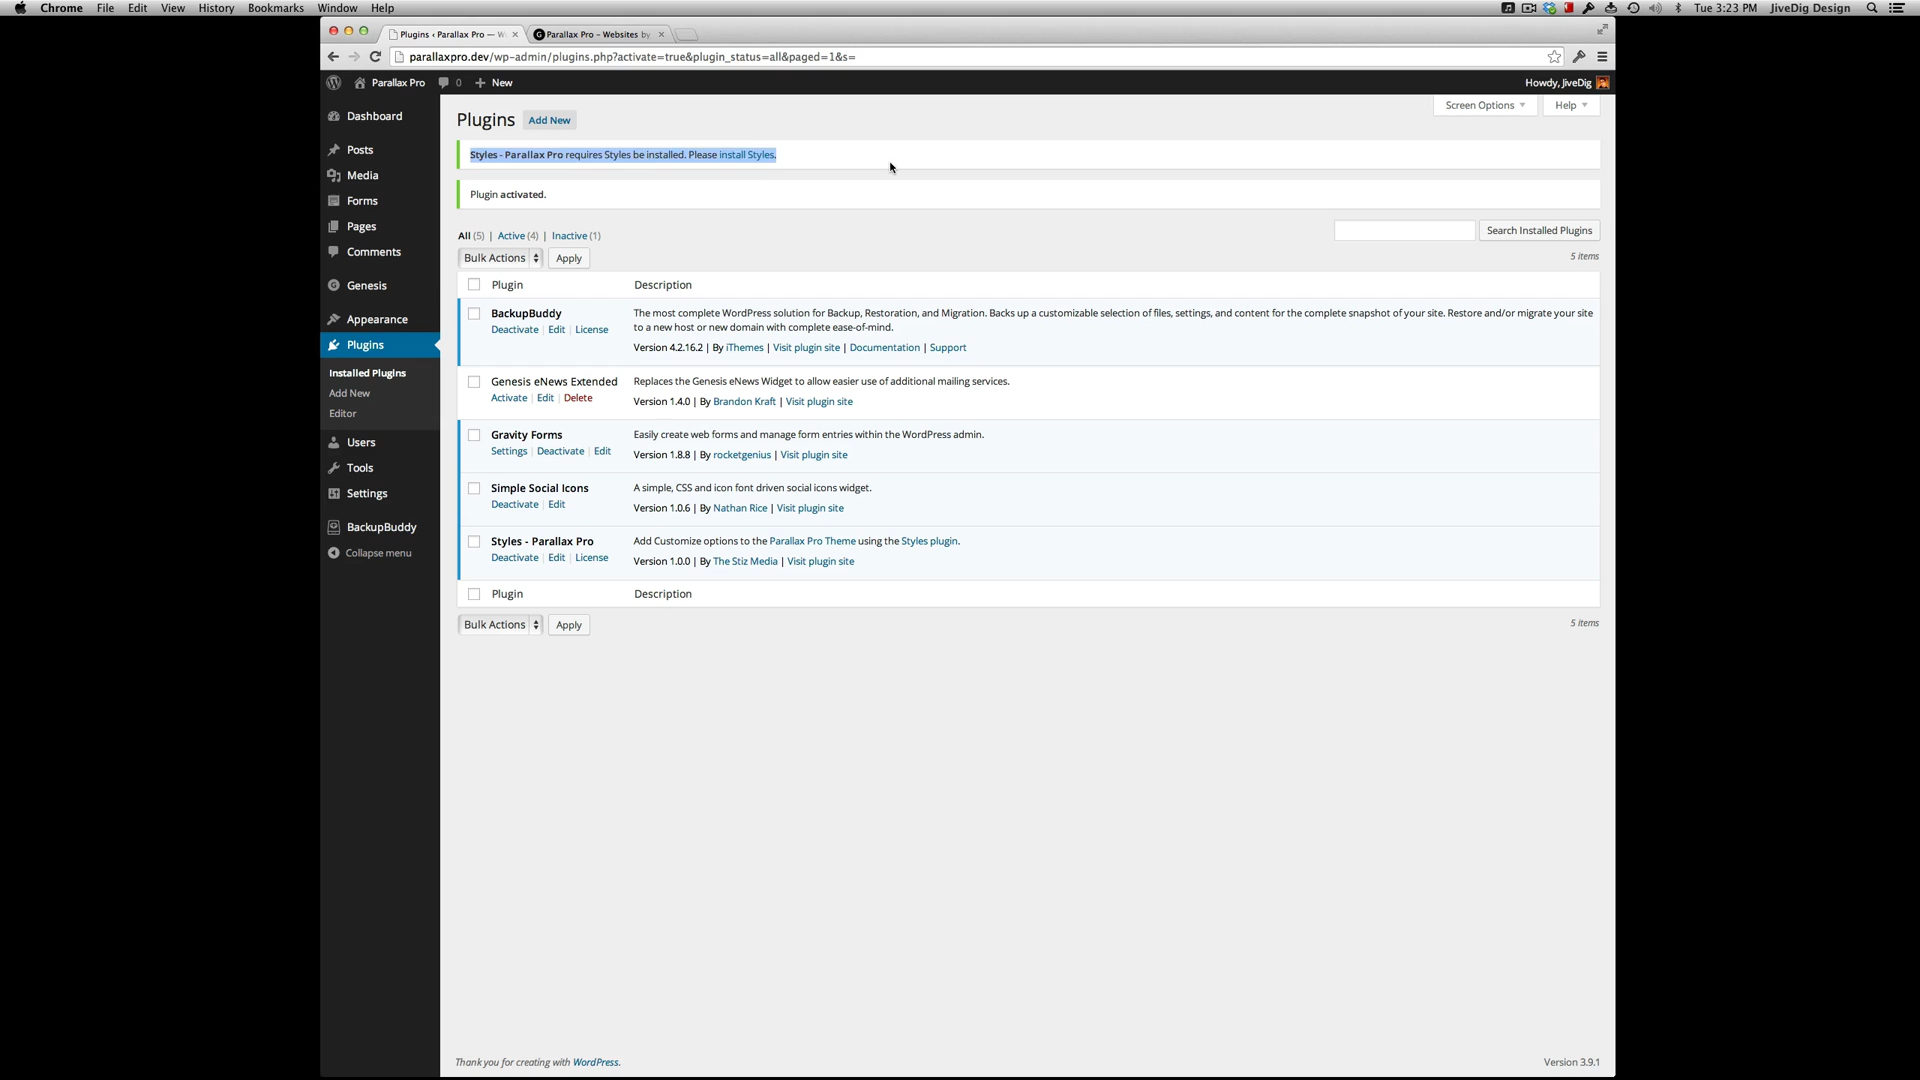 Chrome File Edit View History Bookmarks Window Help
Tue 3:23 PM JiveDig Design
Plugins ‹ Parallax Pro — W
Parallax Pro - Websites by
parallaxpro.dev/wp-admin/plugins.php?activate=true&plugin_status=all&paged=1&s=
Parallax Pro 0 + New
Howdy, JiveDig
Dashboard
Posts
Media
Forms
Pages
Comments
Genesis
Appearance
Plugins
Installed Plugins
Add New
Editor
Users
Tools
Settings
BackupBuddy
Collapse menu
Screen Options
Help
Plugins Add New
Styles - Parallax Pro requires Styles be installed. Please install Styles.
Plugin activated.
All (5) | Active (4) | Inactive (1)
Search Installed Plugins
Bulk Actions Apply
5 items
Plugin Description
BackupBuddy
Deactivate | Edit | License
The most complete WordPress solution for Backup, Restoration, and Migration. Backs up a customizable selection of files, settings, and content for the complete snapshot of your site. Restore and/or migrate your site
to a new host or new domain with complete ease-of-mind.
Version 4.2.16.2 | By iThemes | Visit plugin site | Documentation | Support
Genesis eNews Extended
Activate | Edit | Delete
Replaces the Genesis eNews Widget to allow easier use of additional mailing services.
Version 1.4.0 | By Brandon Kraft | Visit plugin site
Gravity Forms
Settings | Deactivate | Edit
Easily create web forms and manage form entries within the WordPress admin.
Version 1.8.8 | By rocketgenius | Visit plugin site
Simple Social Icons
Deactivate | Edit
A simple, CSS and icon font driven social icons widget.
Version 1.0.6 | By Nathan Rice | Visit plugin site
Styles - Parallax Pro
Deactivate | Edit | License
Add Customize options to the Parallax Pro Theme using the Styles plugin.
Version 1.0.0 | By The Stiz Media | Visit plugin site
Plugin Description
Bulk Actions Apply
5 items
Thank you for creating with WordPress.
Version 3.9.1